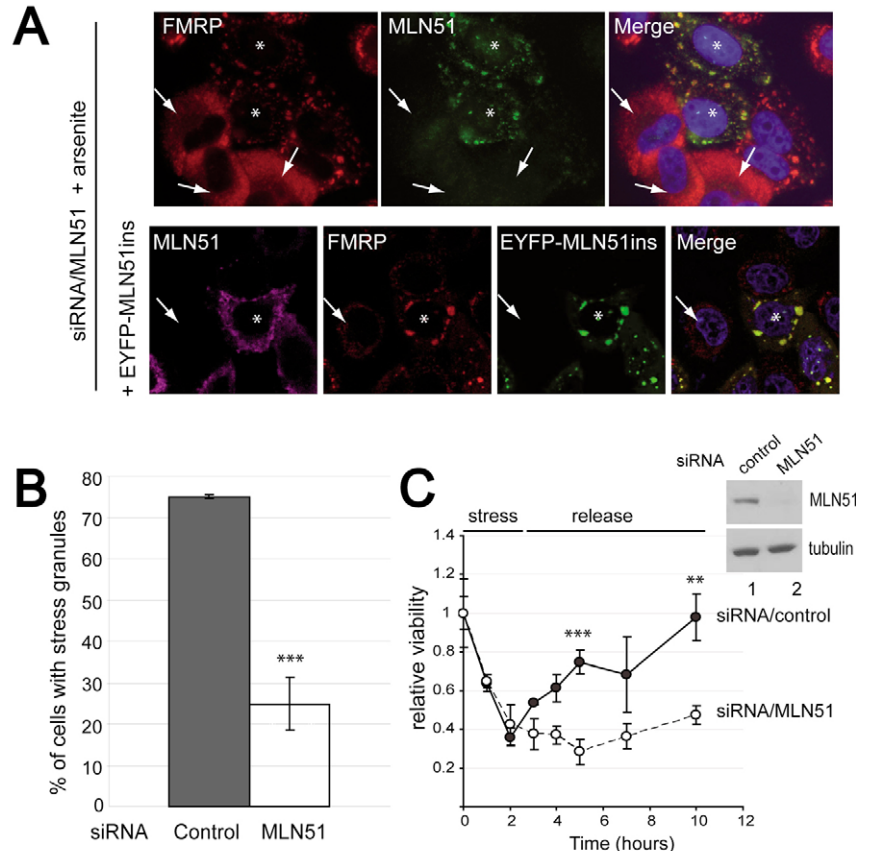 A
FMRP
MLN51
Merge
siRNA/MLN51 + arsenite
+ EYFP-MLN51ins
MLN51
FMRP
EYFP-MLN51ins
Merge
* * * * * *
* * * *
B
% of cells with stress granules
80
70
60
50
40
30
20
10
0
***
siRNA Control MLN51
C
siRNA control MLN51
MLN51
tubulin
1 2
stress release
relative viability
1.4
1.2
1
0.8
0.6
0.4
0.2
***
**
siRNA/control
siRNA/MLN51
0 2 4 6 8 10 12
Time (hours)